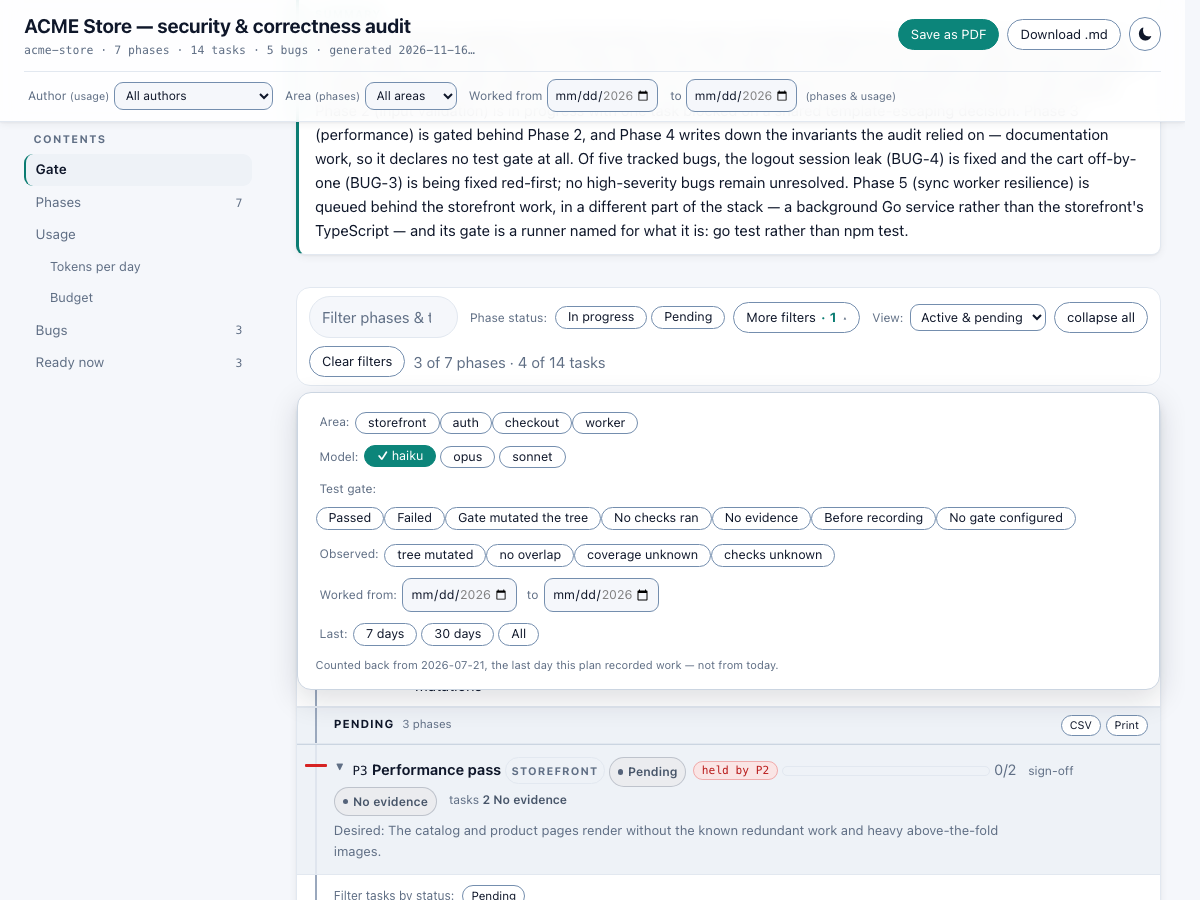 ACME Store — security & correctness audit
acme-store · 7 phases · 14 tasks · 5 bugs · generated 2026-11-16…
Save as PDF
Download .md
Author (usage) All authors Area (phases) All areas Worked from mm/dd/2026 to mm/dd/2026 (phases & usage)
CONTENTS
Gate
Phases 7
Usage
Tokens per day
Budget
Bugs 3
Ready now 3
(performance) is gated behind Phase 2, and Phase 4 writes down the invariants the audit relied on — documentation
work, so it declares no test gate at all. Of five tracked bugs, the logout session leak (BUG-4) is fixed and the cart off-by-
one (BUG-3) is being fixed red-first; no high-severity bugs remain unresolved. Phase 5 (sync worker resilience) is
queued behind the storefront work, in a different part of the stack — a background Go service rather than the storefront's
TypeScript — and its gate is a runner named for what it is: go test rather than npm test.
Filter phases & t Phase status: In progress Pending More filters · 1 · View: Active & pending collapse all
Clear filters 3 of 7 phases · 4 of 14 tasks
Area: storefront auth checkout worker
Model: ✓ haiku opus sonnet
Test gate:
Passed Failed Gate mutated the tree No checks ran No evidence Before recording No gate configured
Observed: tree mutated no overlap coverage unknown checks unknown
Worked from: mm/dd/2026 to mm/dd/2026
Last: 7 days 30 days All
Counted back from 2026-07-21, the last day this plan recorded work — not from today.
PENDING 3 phases CSV Print
▼ P3 Performance pass STOREFRONT • Pending held by P2 0/2 sign-off
• No evidence tasks 2 No evidence
Desired: The catalog and product pages render without the known redundant work and heavy above-the-fold
images.
Filter tasks by status: Pending